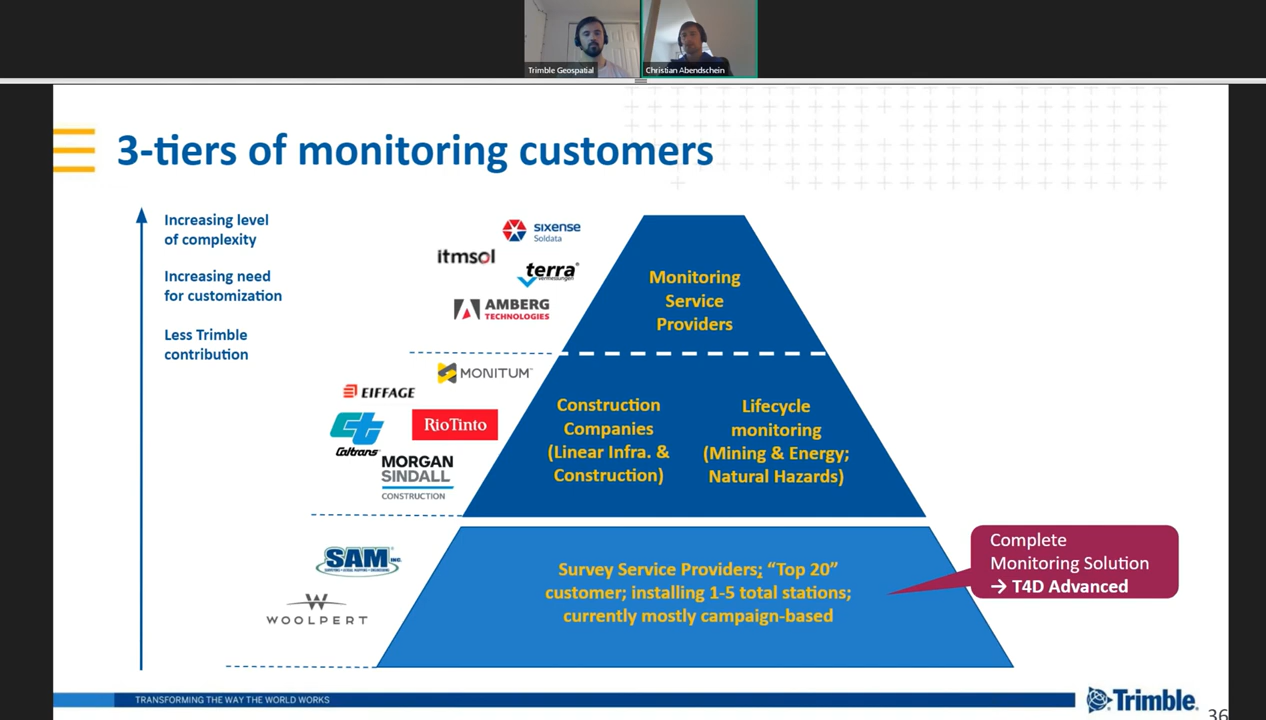 Trimble Geospatial
Christian Abendschein
3-tiers of monitoring customers
Increasing level
of complexity
Increasing need
for customization
Less Trimble
contribution
sixense
Soldata
itmsol
terra
vermessungen
AMBERG
TECHNOLOGIES
Monitoring
Service
Providers
MONITUM
EIFFAGE
RioTinto
Caltrans
MORGAN
SINDALL
CONSTRUCTION
Construction
Companies
(Linear Infra. &
Construction)
Lifecycle
monitoring
(Mining & Energy;
Natural Hazards)
SAM INC.
WOOLPERT
Survey Service Providers; “Top 20”
customer; installing 1-5 total stations;
currently mostly campaign-based
Complete
Monitoring Solution
→ T4D Advanced
TRANSFORMING THE WAY THE WORLD WORKS
Trimble
36